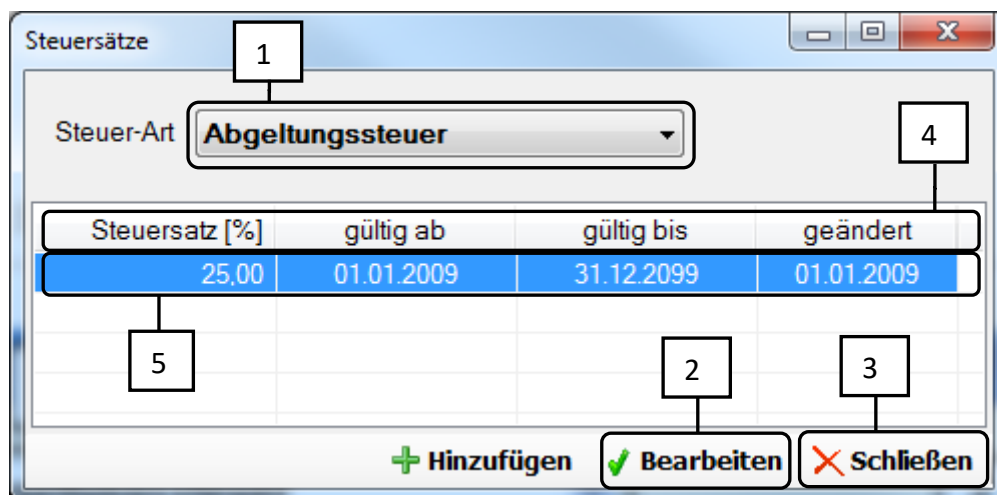 Steuersätze
1
Steuer-Art Abgeltungssteuer
4
Steuersatz [%] gültig ab gültig bis geändert
25,00 01.01.2009 31.12.2099 01.01.2009
5 2 3
Hinzufügen Bearbeiten Schließen